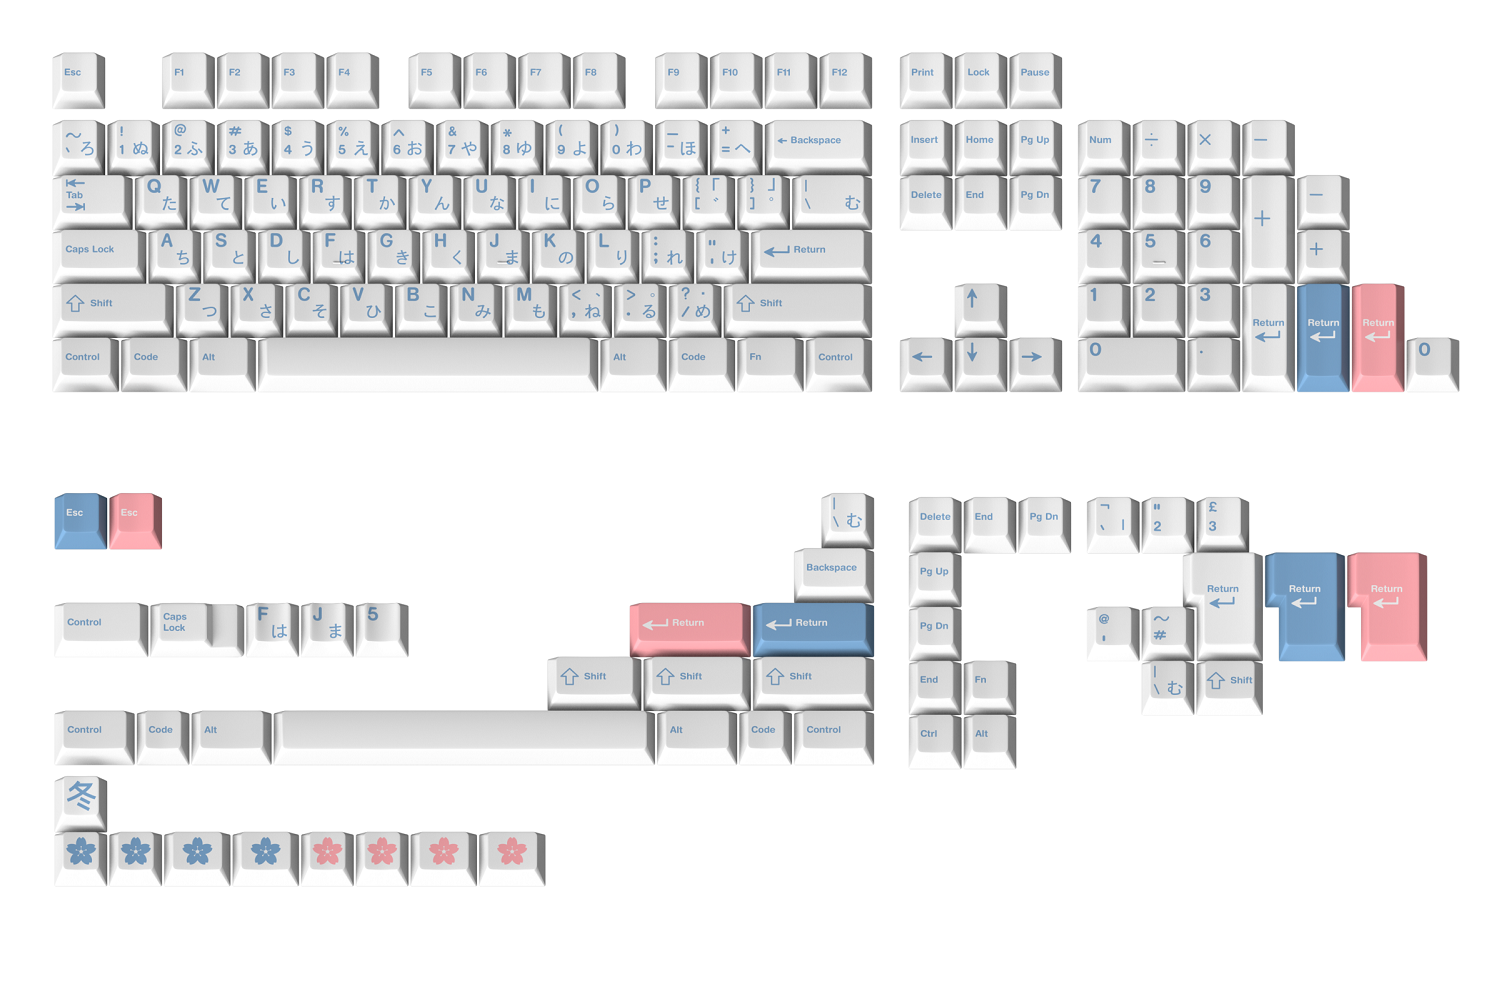 Esc F1 F2 F3 F4 F5 F6 F7 F8 F9 F10 F11 F12 Print Lock Pause
~ ` ろ ! 1 ぬ @ 2 ふ # 3 あ $ 4 う % 5 え ^ 6 お & 7 や * 8 ゆ ( 9 よ ) 0 わ — - ほ + = へ ← Backspace Insert Home Pg Up Num ÷ × −
Tab Q た W て E い R す T か Y ん U な I に O ら P せ { 「 [ ゛ } 」 ] ゜ | \ む Delete End Pg Dn 7 8 9 + −
Caps Lock A ち S と D し F は G き H く J ま K の L り : ; れ " ' け Return 4 5 6 +
Shift Z つ X さ C そ V ひ B こ N み M も < 、 , ね > 。 . る ? ・ / め Shift ↑ 1 2 3 Return Return Return
Control Code Alt Alt Code Fn Control ← ↓ → 0 . 0
Esc Esc | \ む Delete End Pg Dn ¬ ` | " 2 £ 3
Backspace Pg Up Return Return Return
Control Caps Lock F は J ま 5 Return Return Pg Dn @ ' ~ #
Shift Shift Shift End Fn | \ む Shift
Control Code Alt Alt Code Control Ctrl Alt
冬